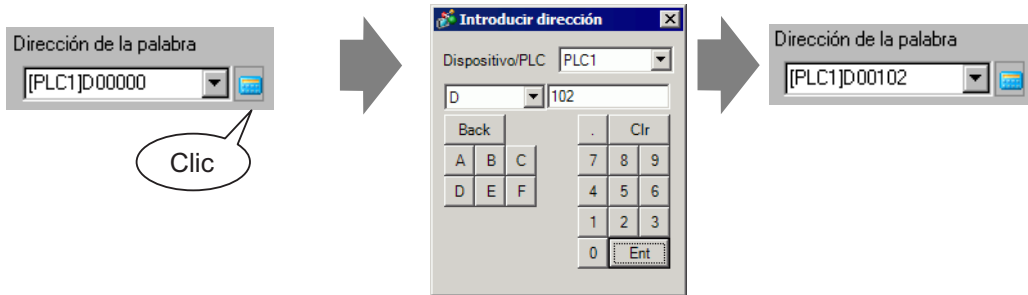 Dirección de la palabra
[PLC1]D00000
Clic
Introducir dirección
Dispositivo/PLC PLC1
D 102
Back . Clr
A B C 7 8 9
D E F 4 5 6
1 2 3
0 Ent
Dirección de la palabra
[PLC1]D00102